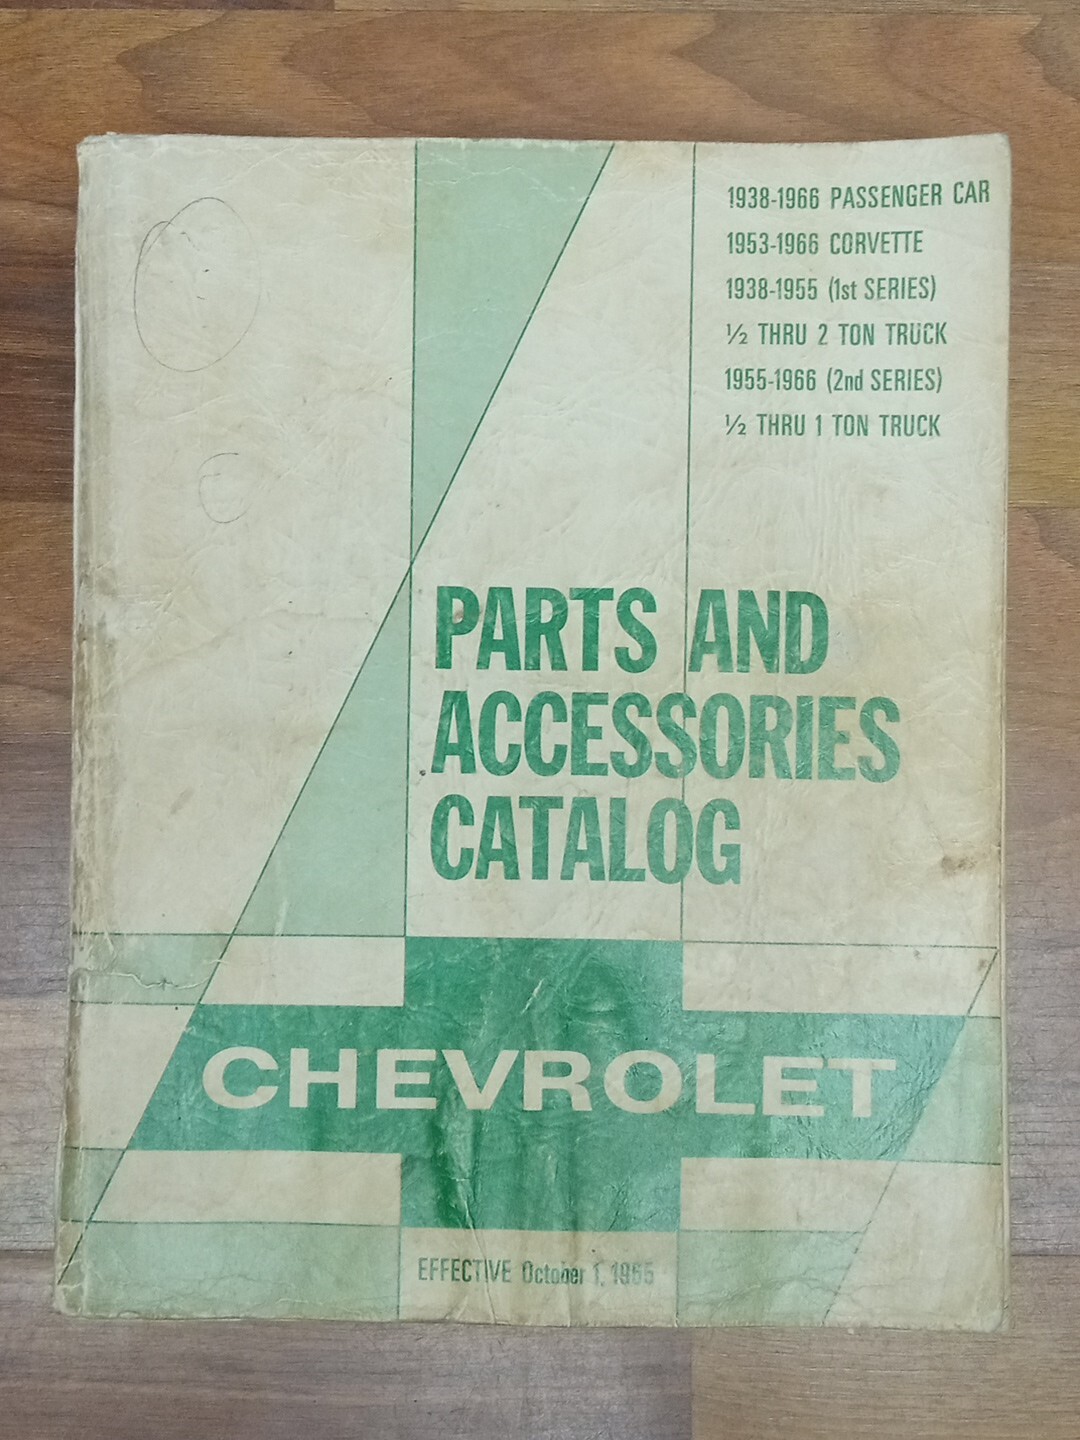 1938-1966 PASSENGER CAR
1953-1966 CORVETTE
1938-1955 (1st SERIES)
½ THRU 2 TON TRUCK
1955-1966 (2nd SERIES)
½ THRU 1 TON TRUCK
PARTS AND
ACCESSORIES
CATALOG
CHEVROLET
EFFECTIVE October 1, 1965